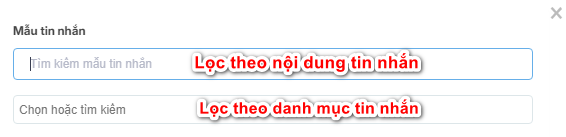 ×
Mẫu tin nhắn
Tìm kiếm mẫu tin nhắn Lọc theo nội dung tin nhắn
Chọn hoặc tìm kiếm Lọc theo danh mục tin nhắn